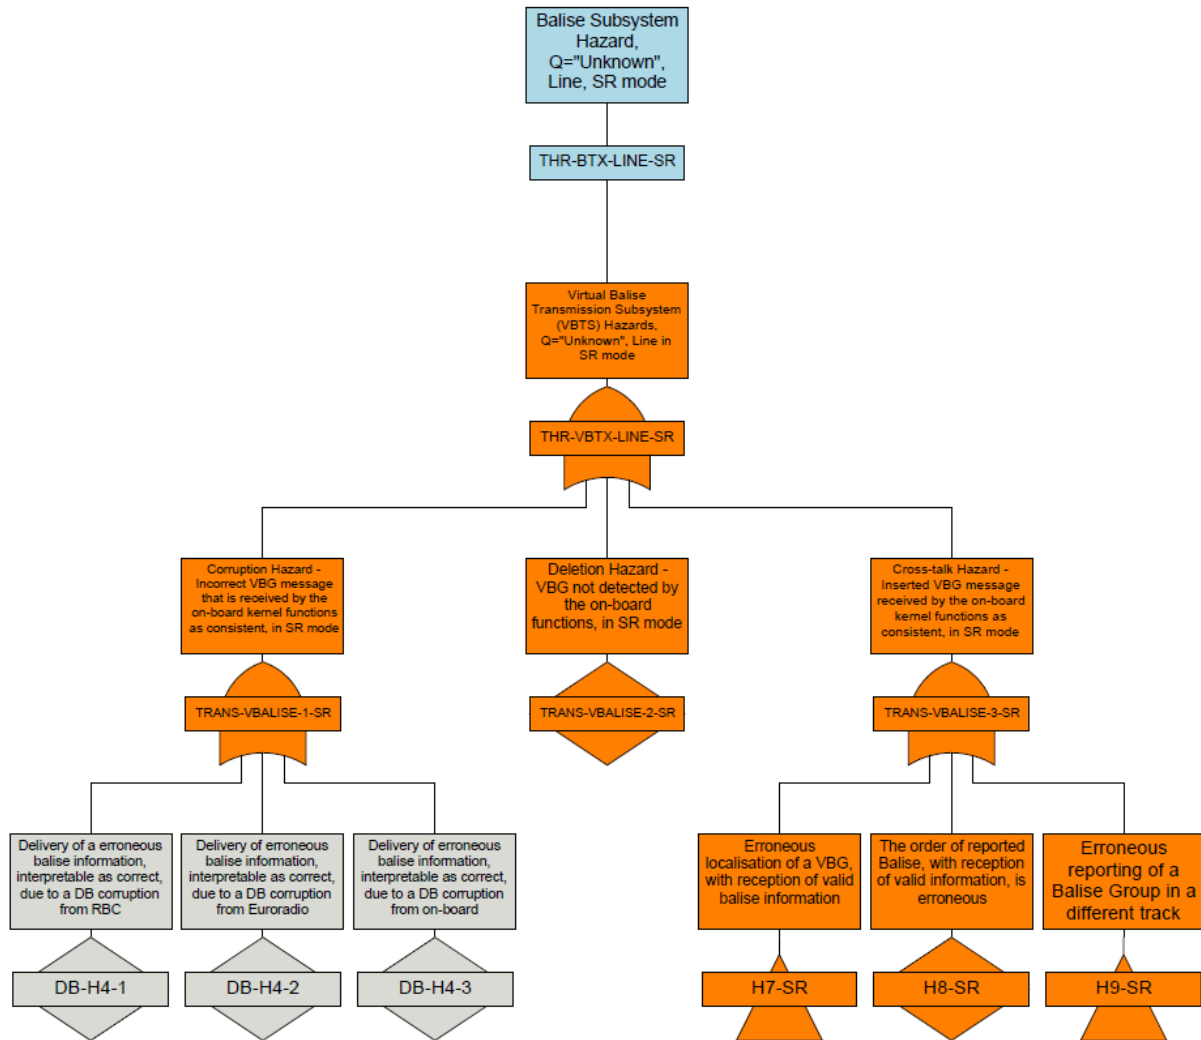 Balise Subsystem
Hazard,
Q="Unknown",
Line, SR mode
THR-BTX-LINE-SR
Virtual Balise
Transmission Subsystem
(VBTS) Hazards,
Q="Unknown", Line in
SR mode
THR-VBTX-LINE-SR
Corruption Hazard -
Incorrect VBG message
that is received by the
on-board kernel functions
as consistent, in SR mode
Deletion Hazard -
VBG not detected by
the on-board
functions, in SR mode
Cross-talk Hazard -
Inserted VBG message
received by the on-board
kernel functions as
consistent, in SR mode
TRANS-VBALISE-1-SR
TRANS-VBALISE-2-SR
TRANS-VBALISE-3-SR
Delivery of a erroneous
balise information,
interpretable as correct,
due to a DB corruption
from RBC
Delivery of erroneous
balise information,
interpretable as correct,
due to a DB corruption
from Euroradio
Delivery of erroneous
balise information,
interpretable as correct,
due to a DB corruption
from on-board
Erroneous
localisation of a VBG,
with reception of valid
balise information
The order of reported
Balise, with reception
of valid information, is
erroneous
Erroneous
reporting of a
Balise Group in a
different track
DB-H4-1
DB-H4-2
DB-H4-3
H7-SR
H8-SR
H9-SR